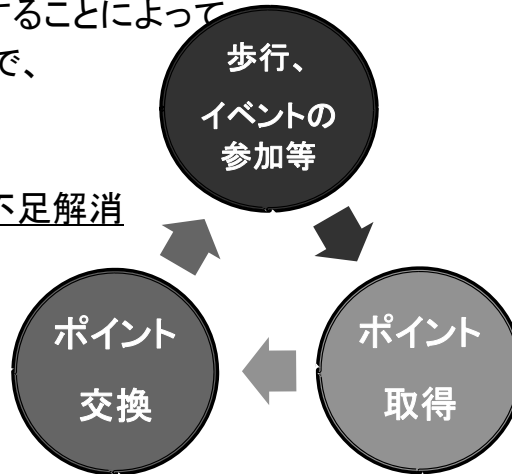 することによって
で、
不足解消
歩行、
イベントの
参加等
ポイント
取得
ポイント
交換